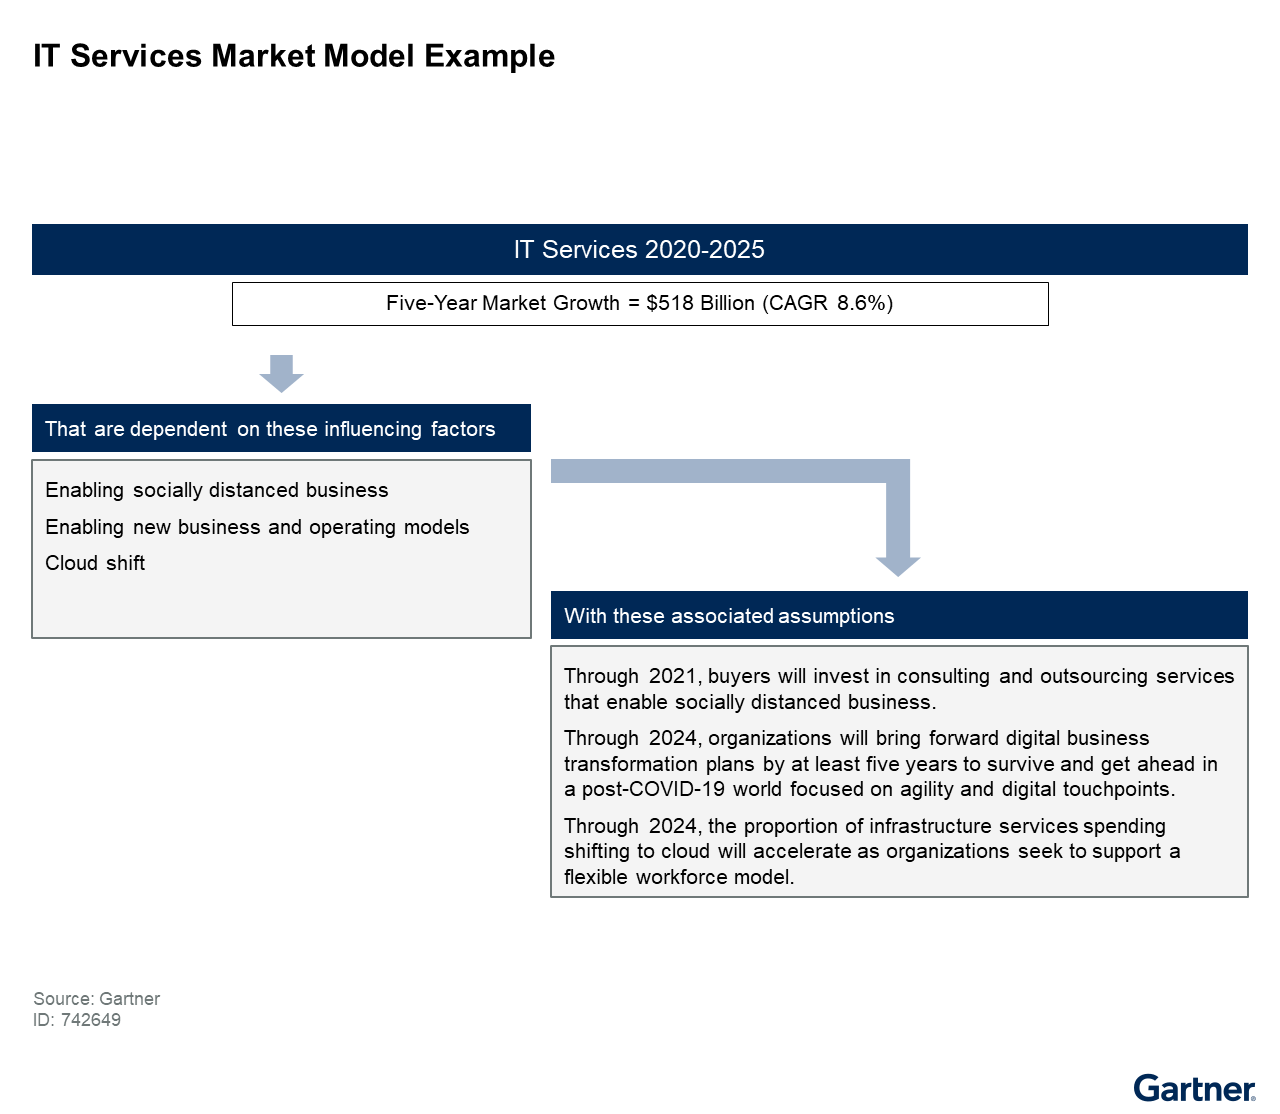 IT Services Market Model Example
IT Services 2020-2025
Five-Year Market Growth = $518 Billion (CAGR 8.6%)
That are dependent on these influencing factors
Enabling socially distanced business
Enabling new business and operating models
Cloud shift
With these associated assumptions
Through 2021, buyers will invest in consulting and outsourcing services
that enable socially distanced business.
Through 2024, organizations will bring forward digital business
transformation plans by at least five years to survive and get ahead in
a post-COVID-19 world focused on agility and digital touchpoints.
Through 2024, the proportion of infrastructure services spending
shifting to cloud will accelerate as organizations seek to support a
flexible workforce model.
Source: Gartner
ID: 742649
Gartner®